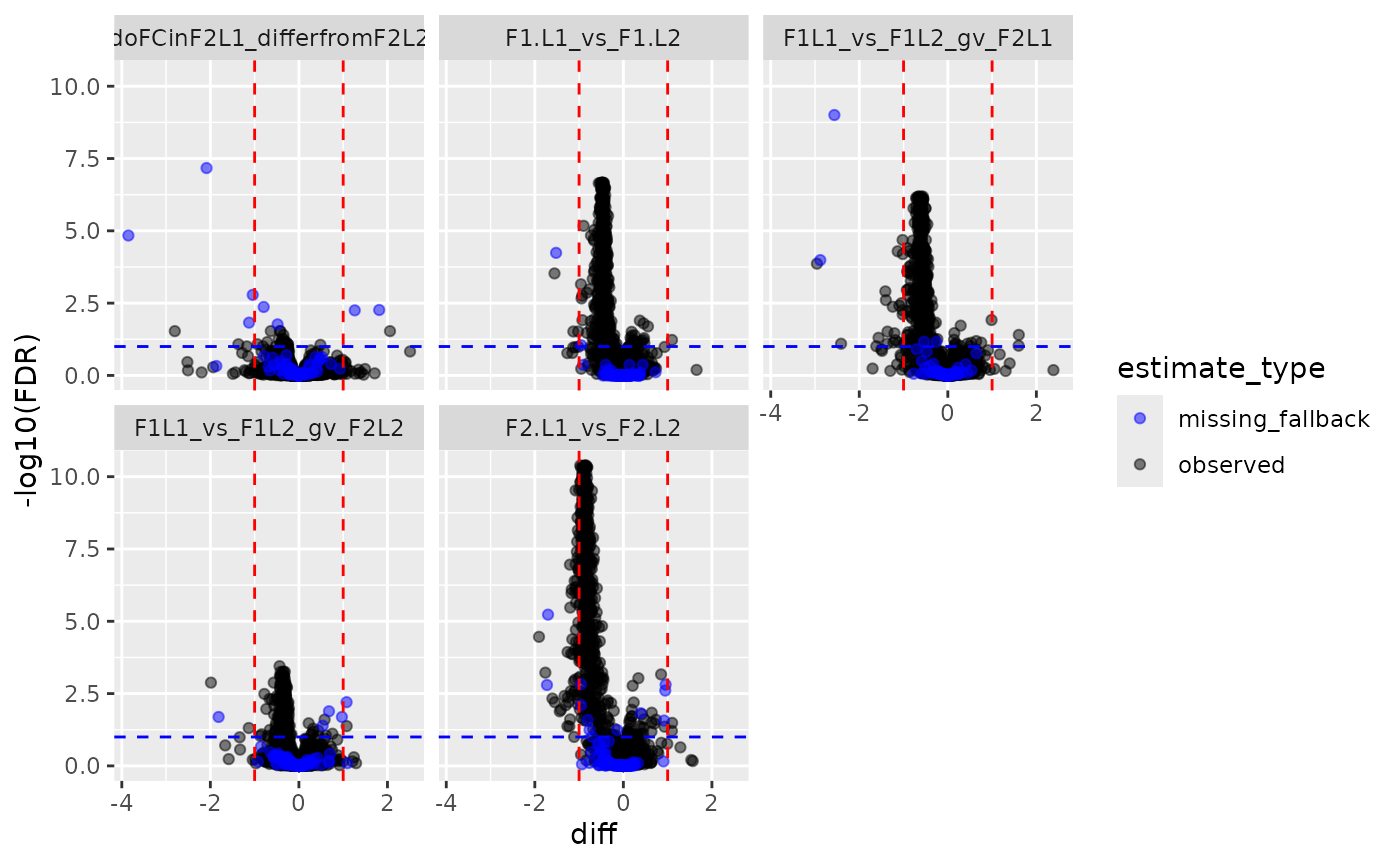 doFCinF2L1_differfromF2L2
F1.L1_vs_F1.L2
F1L1_vs_F1L2_gv_F2L1
10.0
7.5
5.0
2.5
0.0
-4
-2
0
2
F1L1_vs_F1L2_gv_F2L2
F2.L1_vs_F2.L2
10.0
7.5
5.0
2.5
0.0
-4
-2
0
2
-4
-2
0
2
diff
-log10(FDR)
estimate_type
missing_fallback
observed